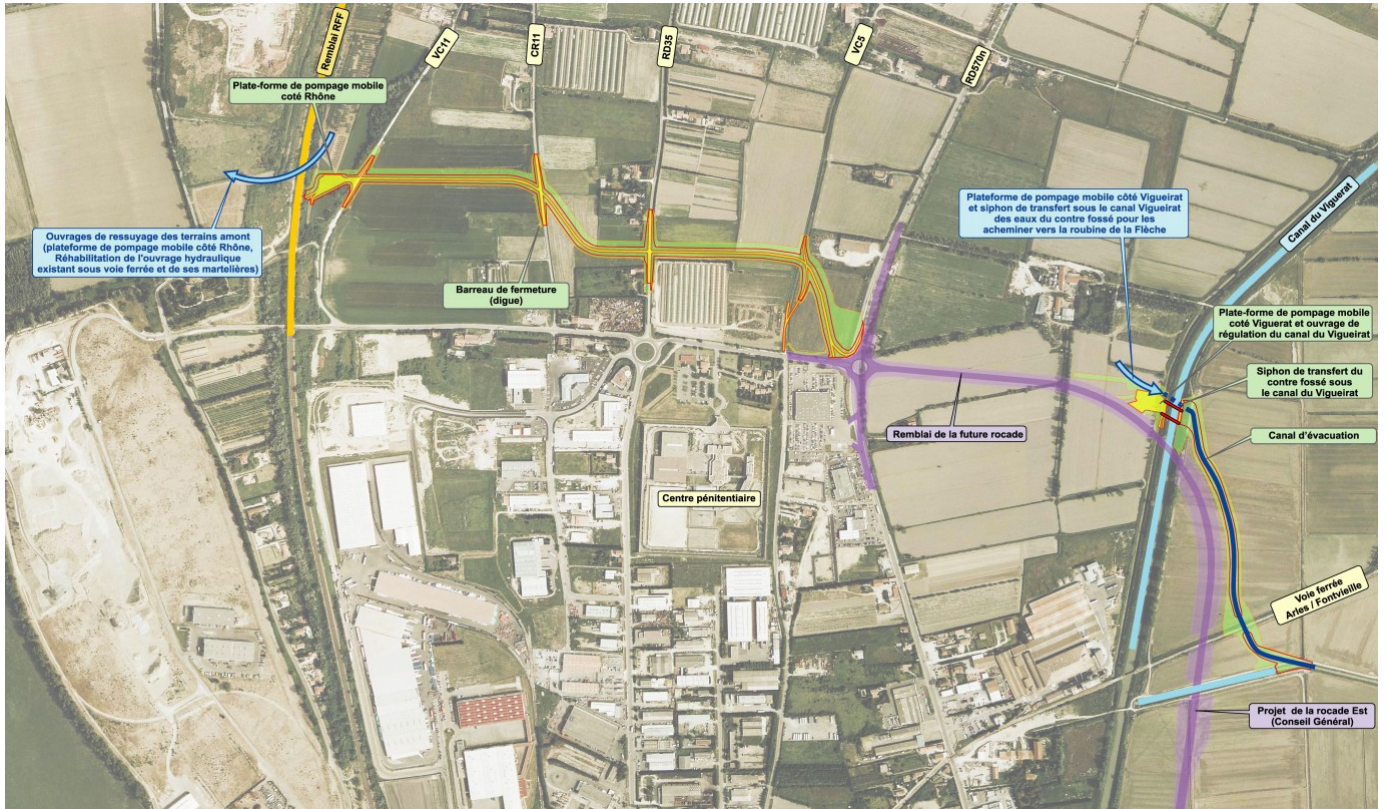 Remblai RFF
VC11
CR11
RD35
VC5
RD570n
Plate-forme de pompage mobile
coté Rhône
Ouvrages de ressuyage des terrains amont
(plateforme de pompage mobile côté Rhône,
Réhabilitation de l'ouvrage hydraulique
existant sous voie ferrée et de ses martelières)
Barreau de fermeture
(digue)
Plateforme de pompage mobile côté Vigueirat
et siphon de transfert sous le canal Vigueirat
des eaux du contre fossé pour les
acheminer vers la roubine de la Flèche
Canal du Viguerat
Plate-forme de pompage mobile
coté Viguerat et ouvrage de
régulation du canal du Vigueirat
Siphon de transfert du
contre fossé sous
le canal du Vigueirat
Canal d'évacuation
Remblai de la future rocade
Centre pénitentiaire
Voie ferrée
Arles / Fontvieille
Projet de la rocade Est
(Conseil Général)